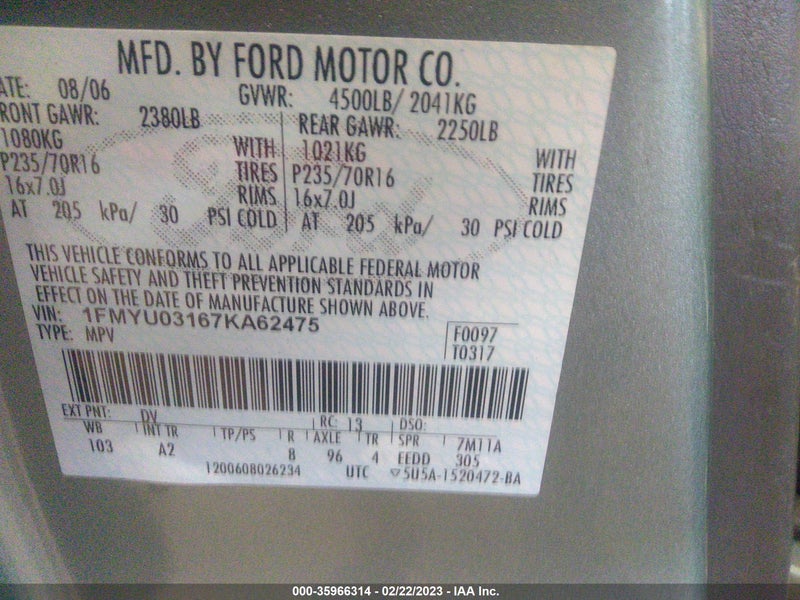 MFD. BY FORD MOTOR CO.
ATE: 08/06 GVWR: 4500LB/ 2041KG
RONT GAWR: 2380LB REAR GAWR: 2250LB
1080KG WITH 1021KG WITH
P235/70R16 TIRES P235/70R16 TIRES
16x7.0J RIMS 16x7.0J RIMS
AT 205 kPa/ 30 PSI COLD AT 205 kPa/ 30 PSI COLD
THIS VEHICLE CONFORMS TO ALL APPLICABLE FEDERAL MOTOR
VEHICLE SAFETY AND THEFT PREVENTION STANDARDS IN
EFFECT ON THE DATE OF MANUFACTURE SHOWN ABOVE.
VIN: 1FMYU03167KA62475
TYPE: MPV F0097
T0317
EXT PNT: DV RC: 13 DSO:
WB INT TR TP/PS R AXLE TR SPR 7M11A
103 A2 8 96 4 FEDD 305
1200608026234 UTC 5U5A-1520472-BA
000-35966314 - 02/22/2023 - IAA Inc.